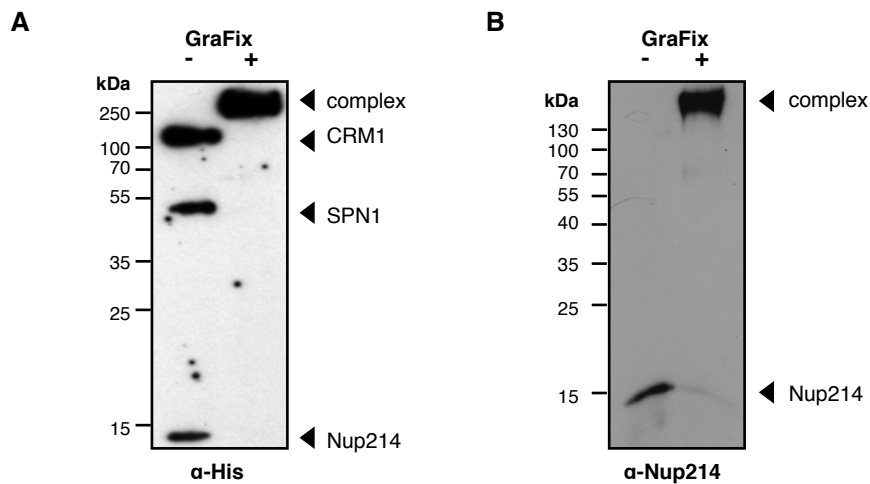 A
GraFix
- +
kDa
250
100
70
55
35
25
15
complex
CRM1
SPN1
Nup214
α-His
B
GraFix
- +
kDa
130
100
70
55
40
35
25
15
complex
Nup214
α-Nup214